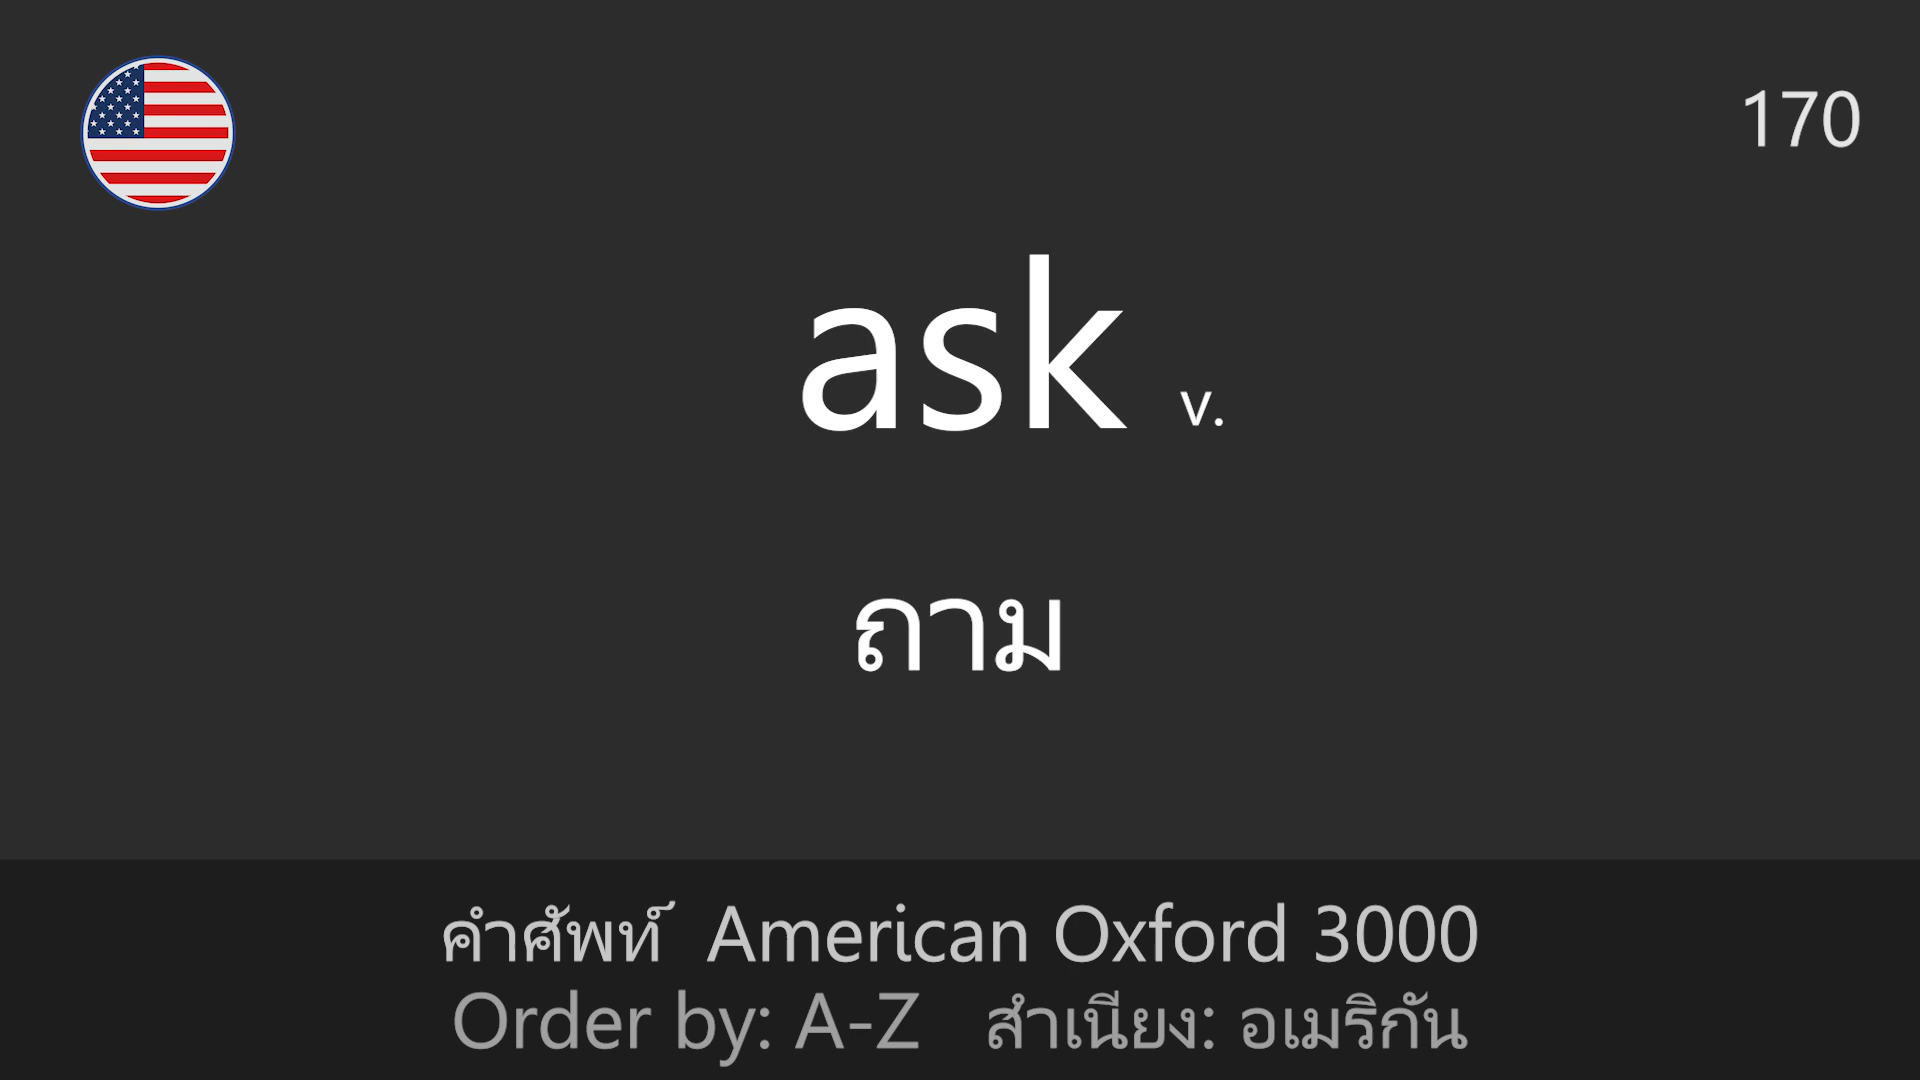 170
ask v.
ถาม
คำศัพท์ American Oxford 3000
Order by: A-Z สำเนียง: อเมริกัน